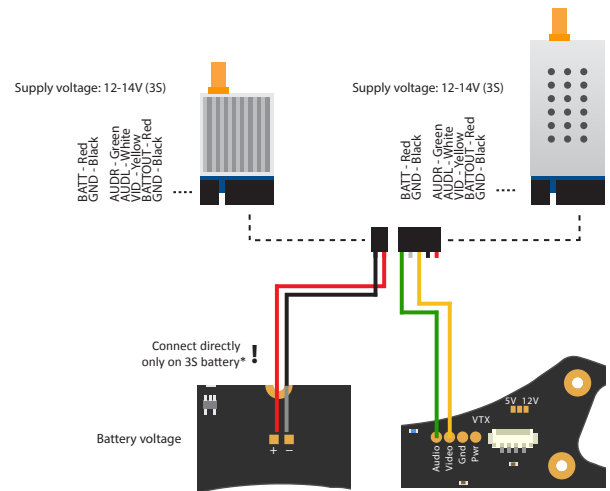 Supply voltage: 12-14V (3S)
Supply voltage: 12-14V (3S)
BATT - Red
GND - Black
AUDR - Green
AUDL - White
VID - Yellow
BATTOUT - Red
GND - Black
BATT - Red
GND - Black
AUDR - Green
AUDL - White
VID - Yellow
BATTOUT - Red
GND - Black
Connect directly
only on 3S battery* !
Battery voltage
+ −
5V 12V
VTX
Audio
Video
Gnd
Pwr